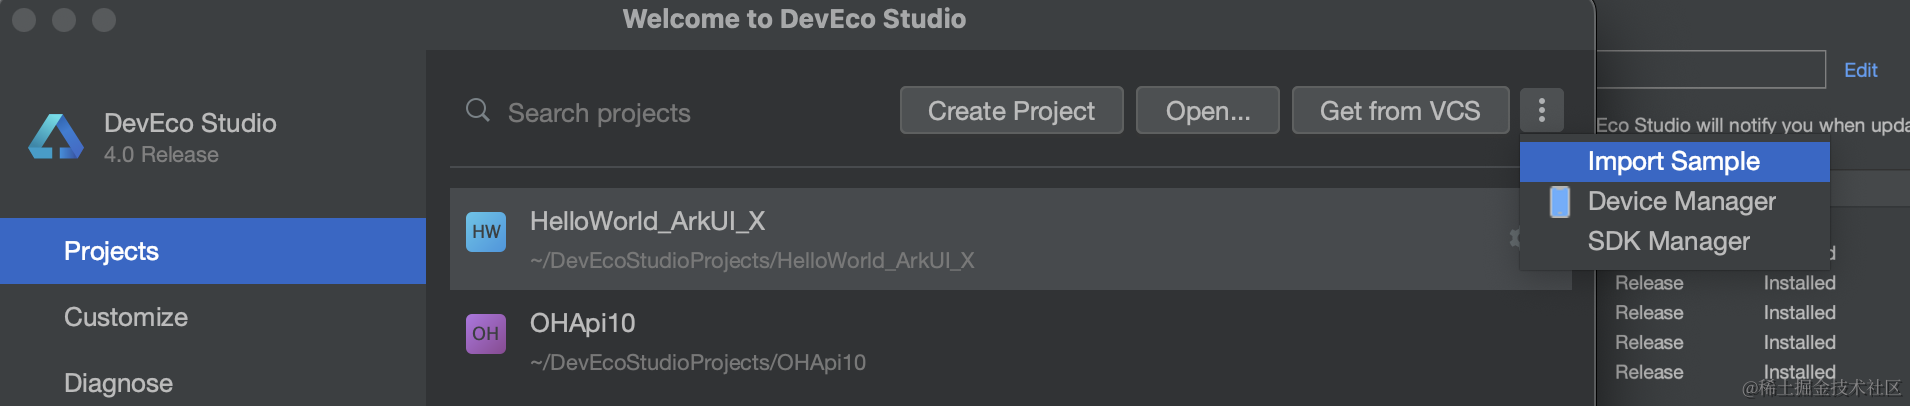 Welcome to DevEco Studio
DevEco Studio
4.0 Release
Projects
Customize
Diagnose
Search projects
Create Project
Open...
Get from VCS
HW
HelloWorld_ArkUI_X
~/DevEcoStudioProjects/HelloWorld_ArkUI_X
OH
OHApi10
~/DevEcoStudioProjects/OHApi10
Import Sample
Device Manager
SDK Manager
Edit
Eco Studio will notify you when upda
Release Installed
Release Installed
Release Installed
Release Installed
@稀土掘金技术社区